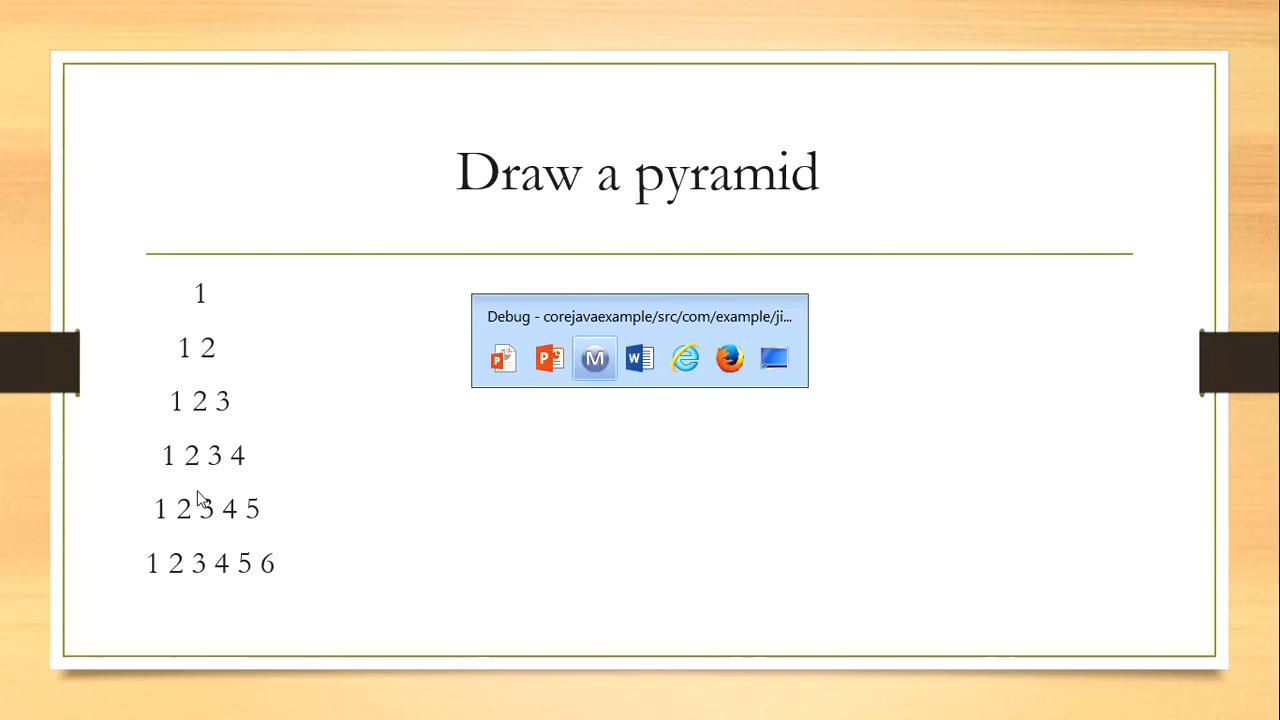 Draw a pyramid
1
1 2
1 2 3
1 2 3 4
1 2 3 4 5
1 2 3 4 5 6
Debug - corejavaexample/src/com/example/ji...